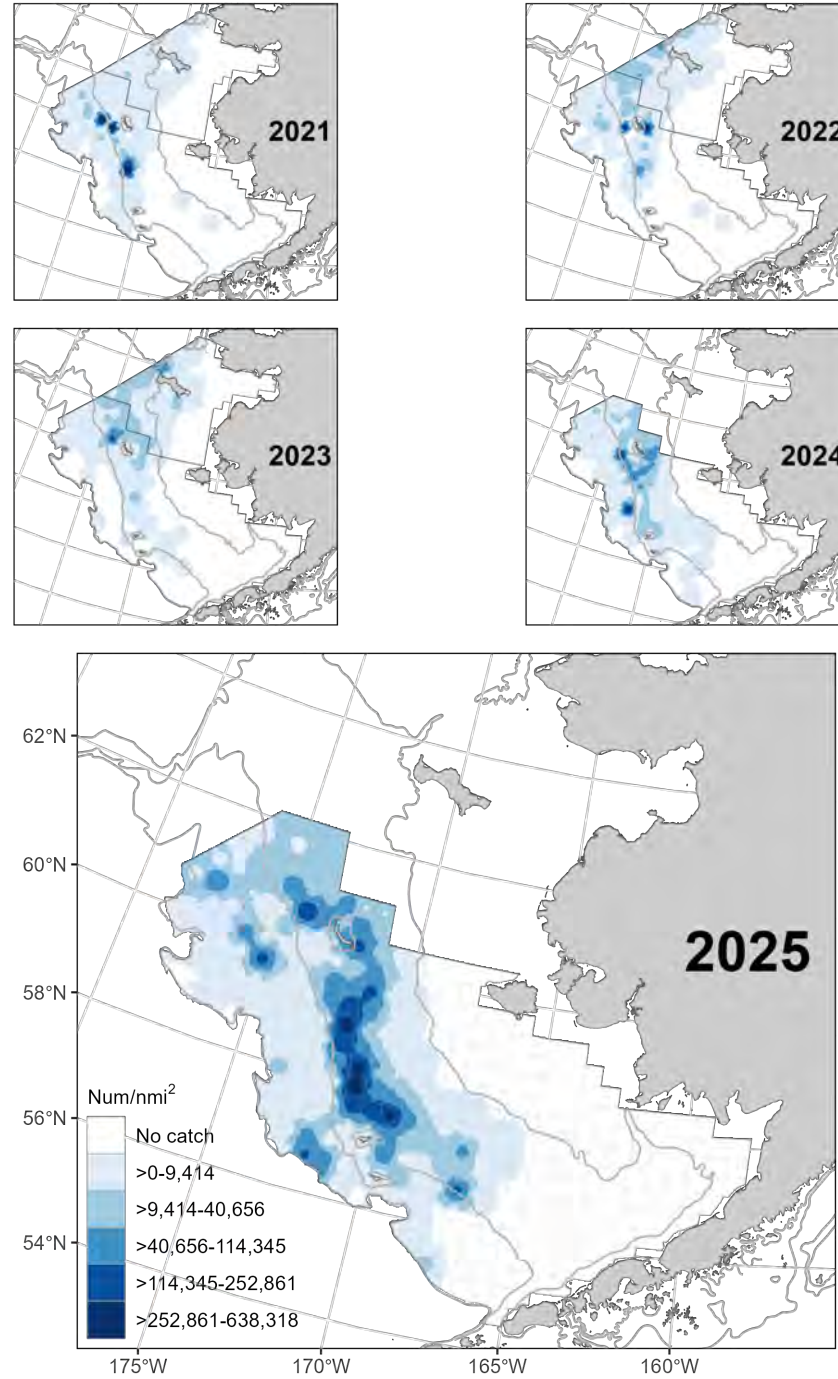 2021
2022
2023
2024
2025
62°N
60°N
58°N
56°N
54°N
Num/nmi²
No catch
>0-9,414
>9,414-40,656
>40,656-114,345
>114,345-252,861
>252,861-638,318
175°W
170°W
165°W
160°W